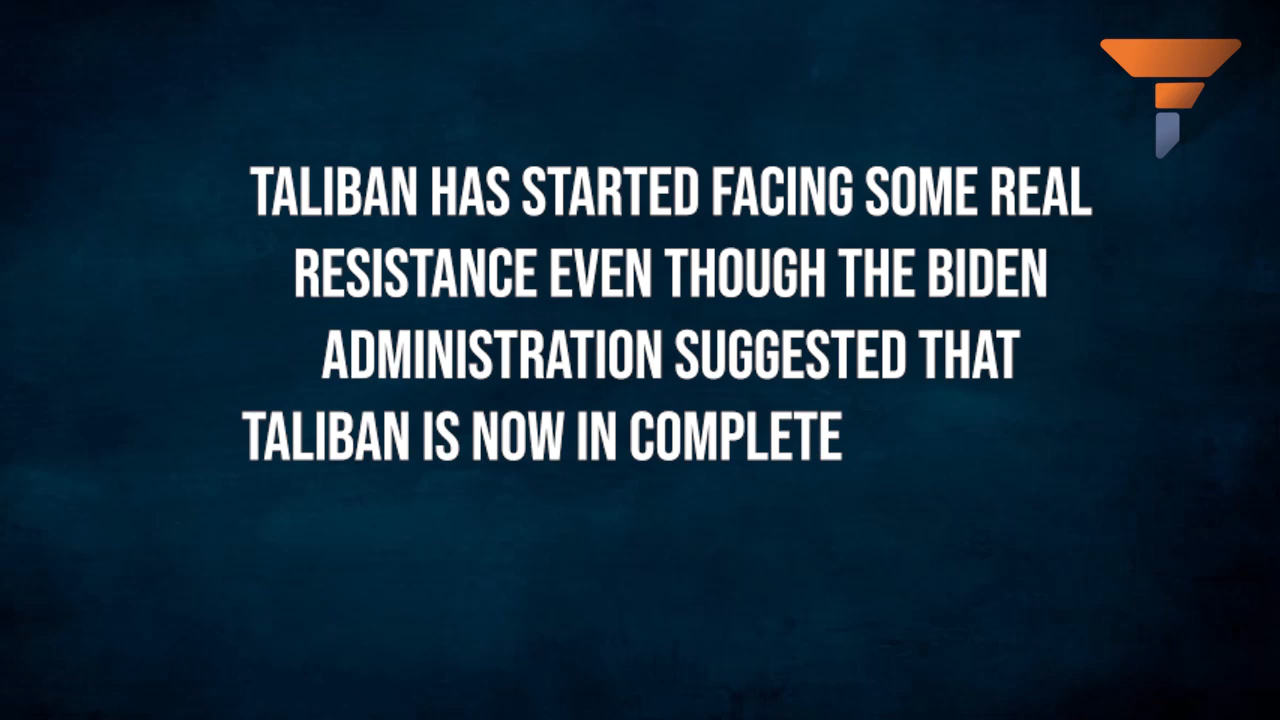 TALIBAN HAS STARTED FACING SOME REAL
RESISTANCE EVEN THOUGH THE BIDEN
ADMINISTRATION SUGGESTED THAT
TALIBAN IS NOW IN COMPLETE